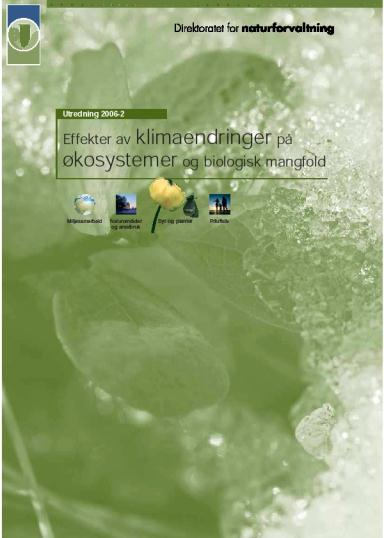 Direktoratet for naturforvaltning
Utredning 2006-2
Effekter av klimaendringer på
økosystemer og biologisk mangfold
Miljøsamarbeid
Naturområder
og arealbruk
Dyr og planter
Friluftsliv